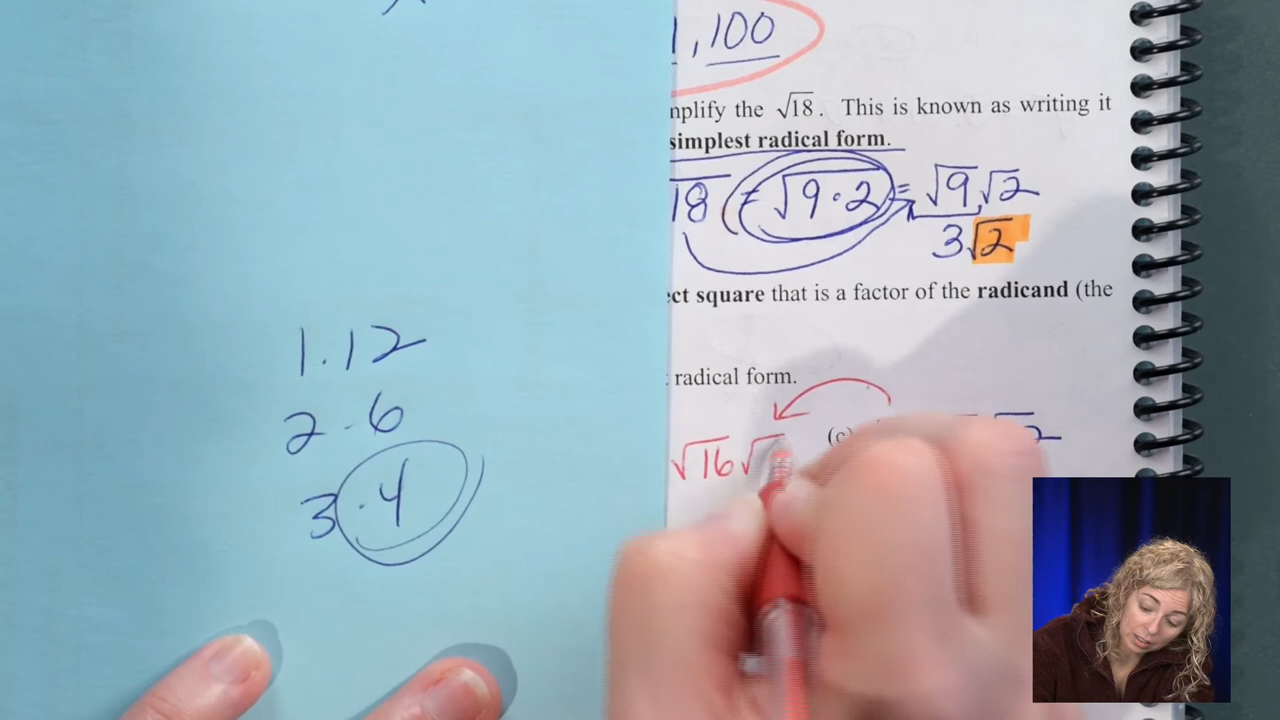 1,100
mplify the √18. This is known as writing it
simplest radical form.
18 = √9·2 = √9 √2
3√2
ect square that is a factor of the radicand (the
radical form.
√16 √
(c)
1.12
2.6
3.4